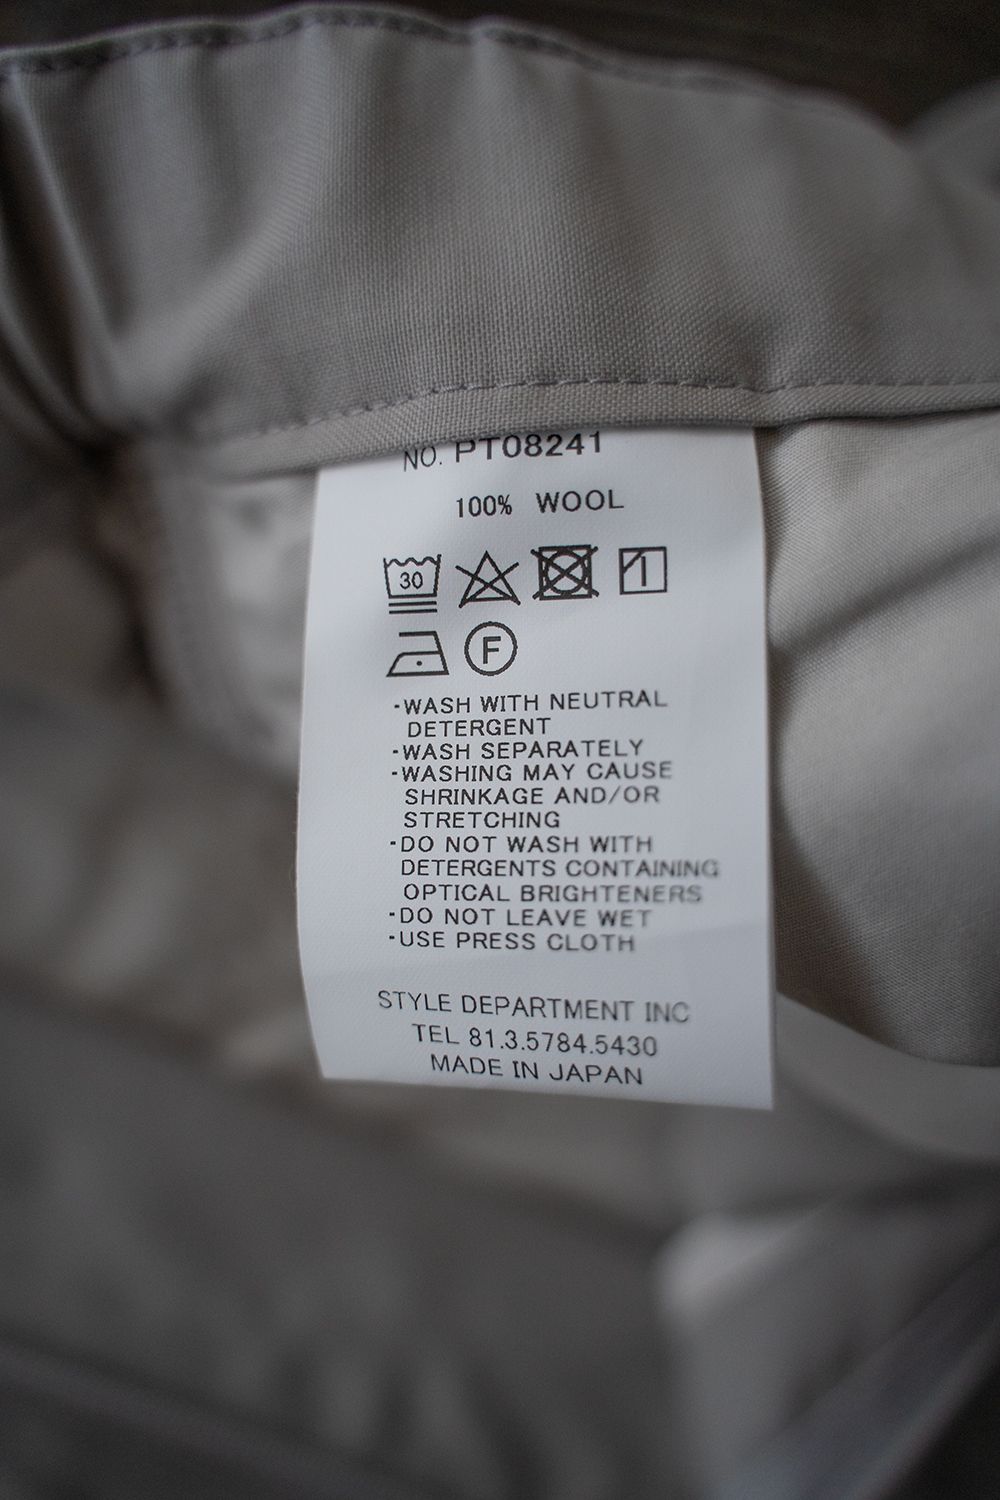 NO. PT08241
100% WOOL
30
F
-WASH WITH NEUTRAL
DETERGENT
-WASH SEPARATELY
-WASHING MAY CAUSE
SHRINKAGE AND/OR
STRETCHING
-DO NOT WASH WITH
DETERGENTS CONTAINING
OPTICAL BRIGHTENERS
-DO NOT LEAVE WET
-USE PRESS CLOTH
STYLE DEPARTMENT INC
TEL 81.3.5784.5430
MADE IN JAPAN